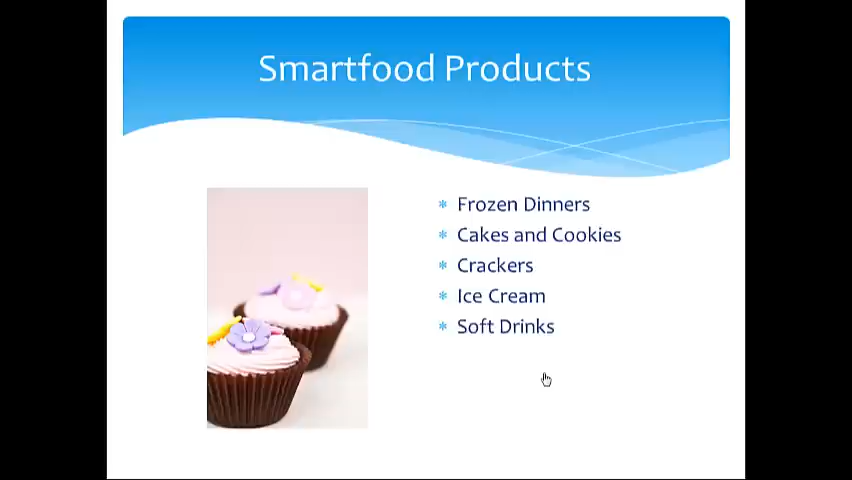 Smartfood Products
Frozen Dinners
Cakes and Cookies
Crackers
Ice Cream
Soft Drinks